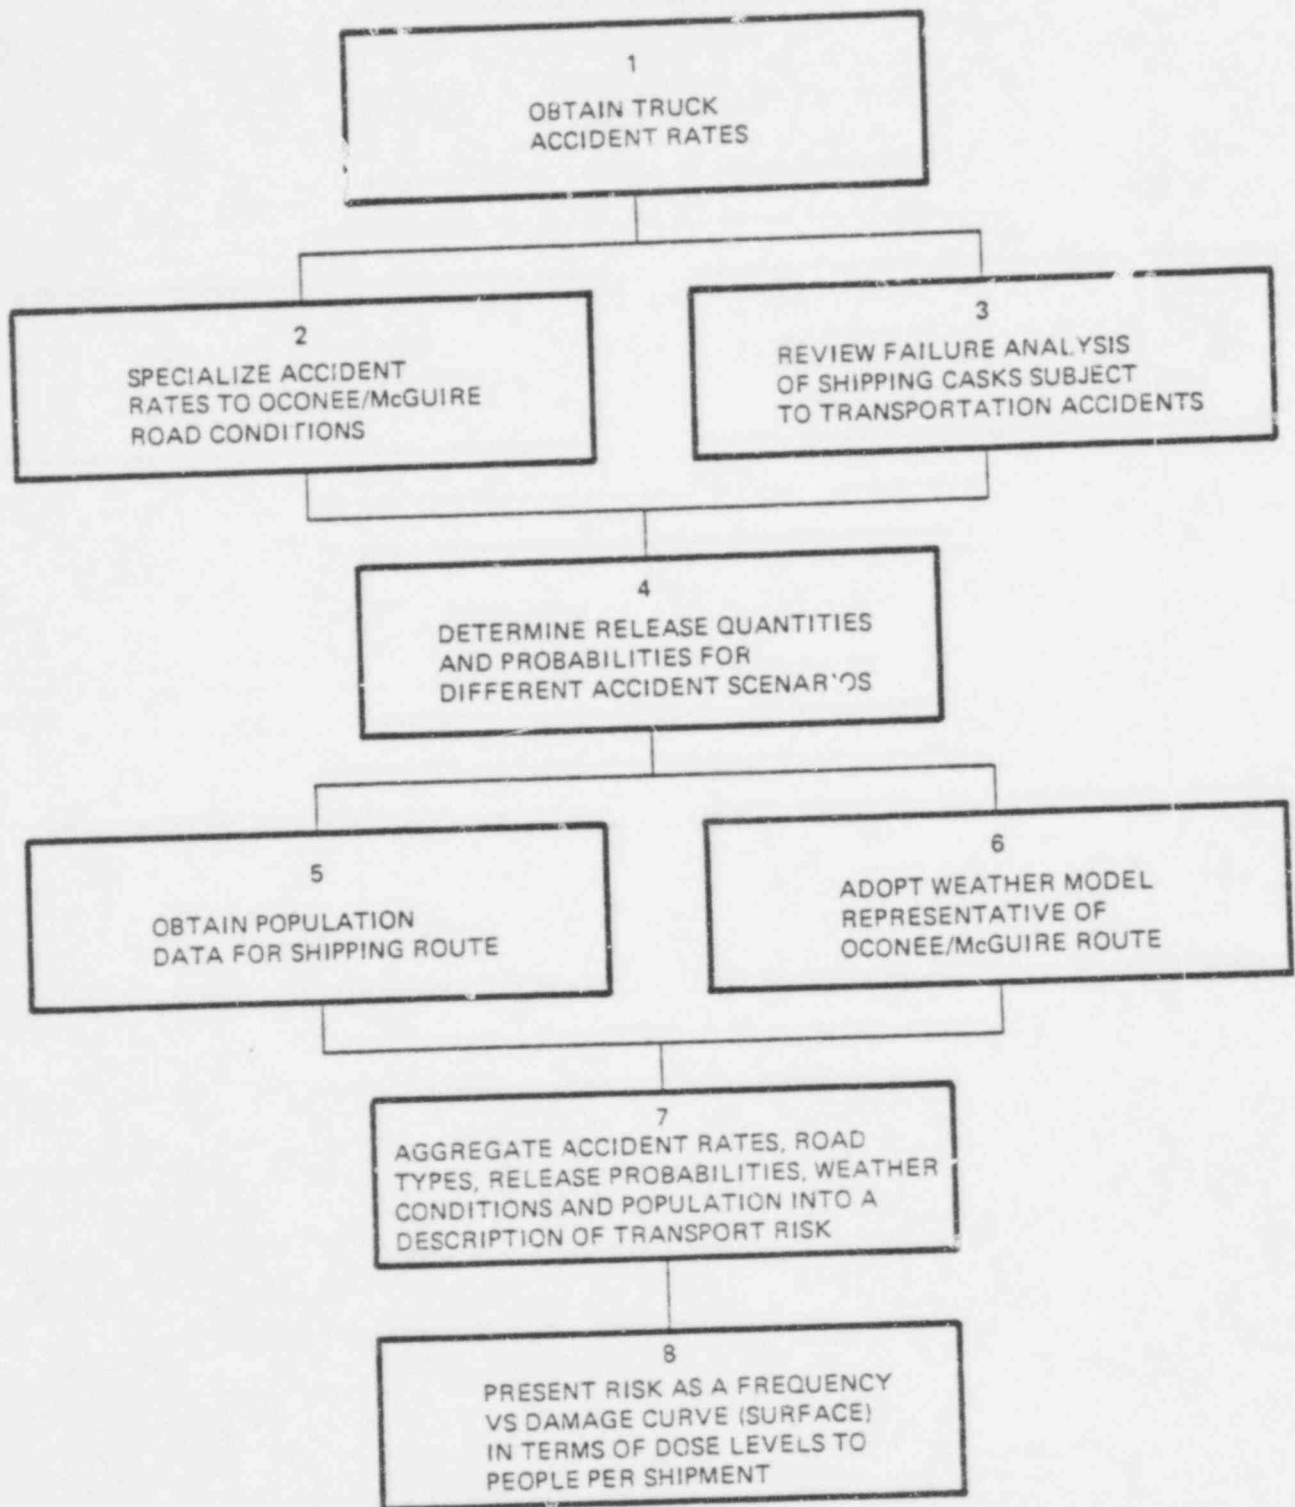 1
OBTAIN TRUCK
ACCIDENT RATES
2
SPECIALIZE ACCIDENT
RATES TO OCONEE/McGUIRE
ROAD CONDITIONS
3
REVIEW FAILURE ANALYSIS
OF SHIPPING CASKS SUBJECT
TO TRANSPORTATION ACCIDENTS
4
DETERMINE RELEASE QUANTITIES
AND PROBABILITIES FOR
DIFFERENT ACCIDENT SCENARIOS
5
OBTAIN POPULATION
DATA FOR SHIPPING ROUTE
6
ADOPT WEATHER MODEL
REPRESENTATIVE OF
OCONEE/McGUIRE ROUTE
7
AGGREGATE ACCIDENT RATES, ROAD
TYPES, RELEASE PROBABILITIES, WEATHER
CONDITIONS AND POPULATION INTO A
DESCRIPTION OF TRANSPORT RISK
8
PRESENT RISK AS A FREQUENCY
VS DAMAGE CURVE (SURFACE)
IN TERMS OF DOSE LEVELS TO
PEOPLE PER SHIPMENT